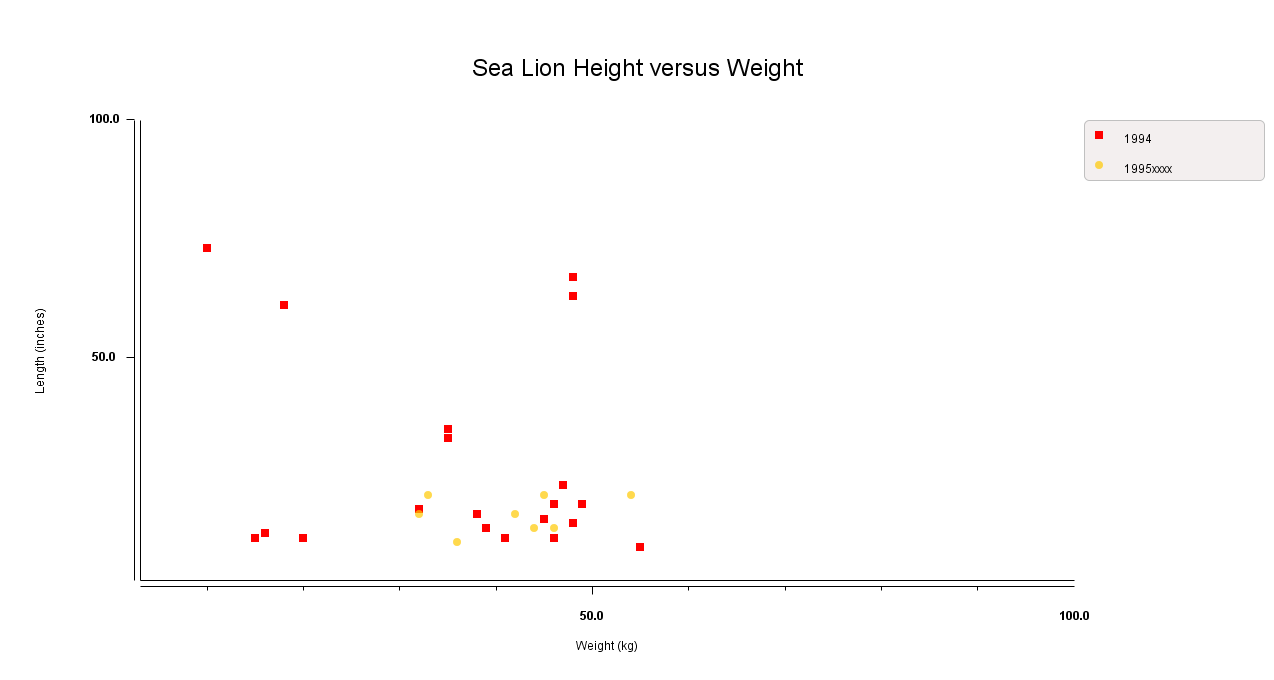 Sea Lion Height versus Weight
100.0
1994
1995xxxx
Length (inches)
50.0
50.0
100.0
Weight (kg)